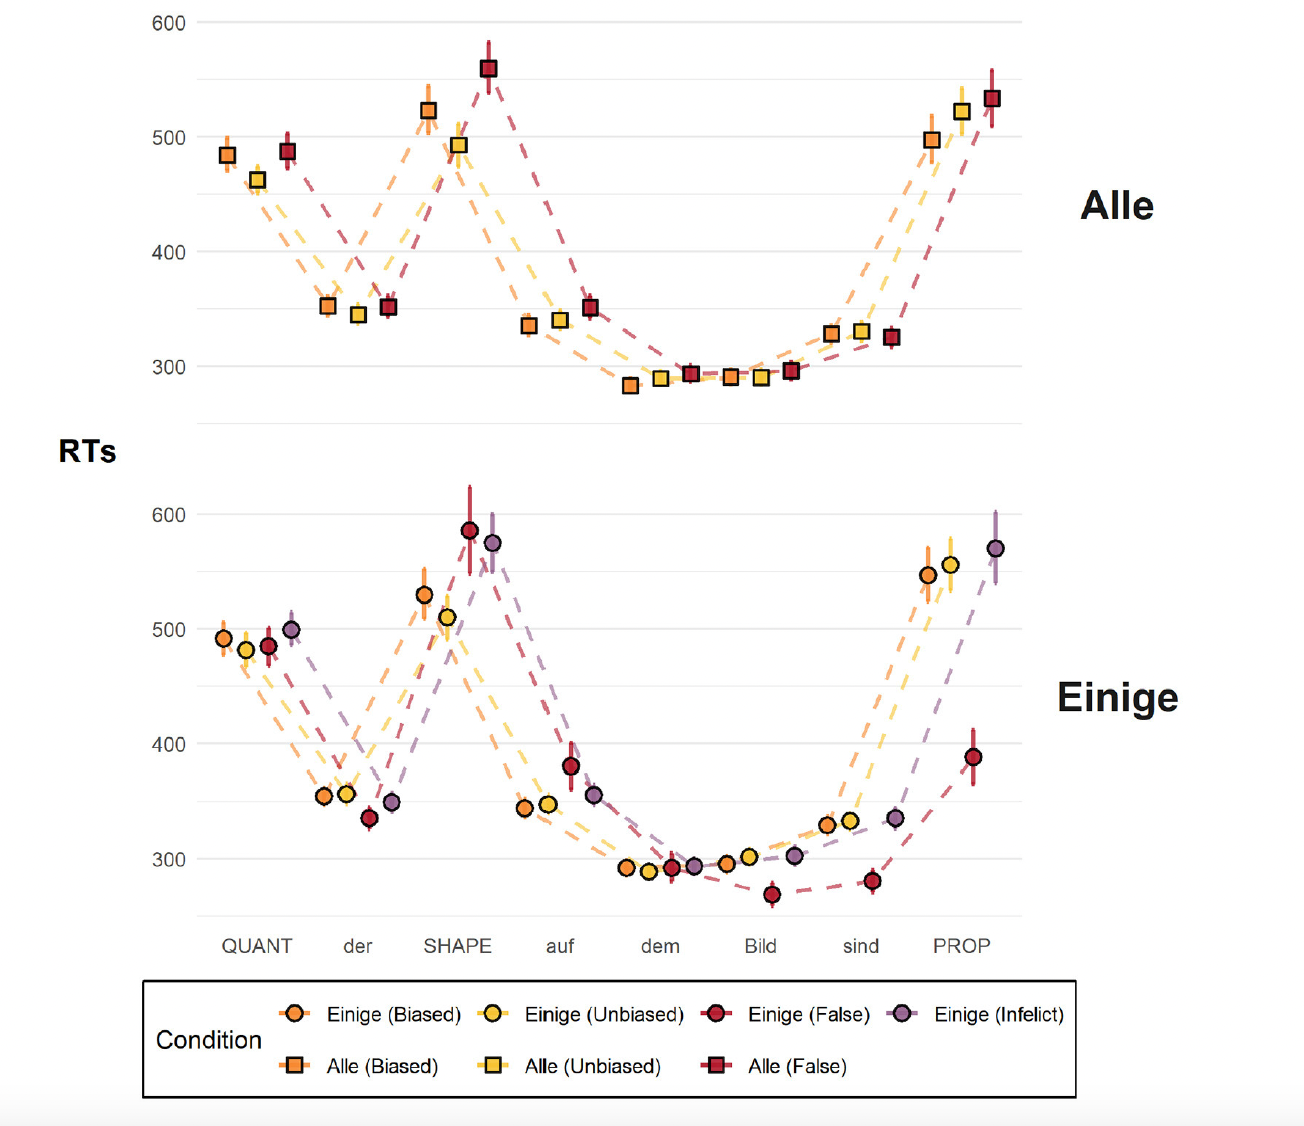 600
500
Alle
400
300
RTs
600
500
Einige
400
300
QUANT der SHAPE auf dem Bild sind PROP
Condition
Einige (Biased) Einige (Unbiased) Einige (False) Einige (Infelict)
Alle (Biased) Alle (Unbiased) Alle (False)